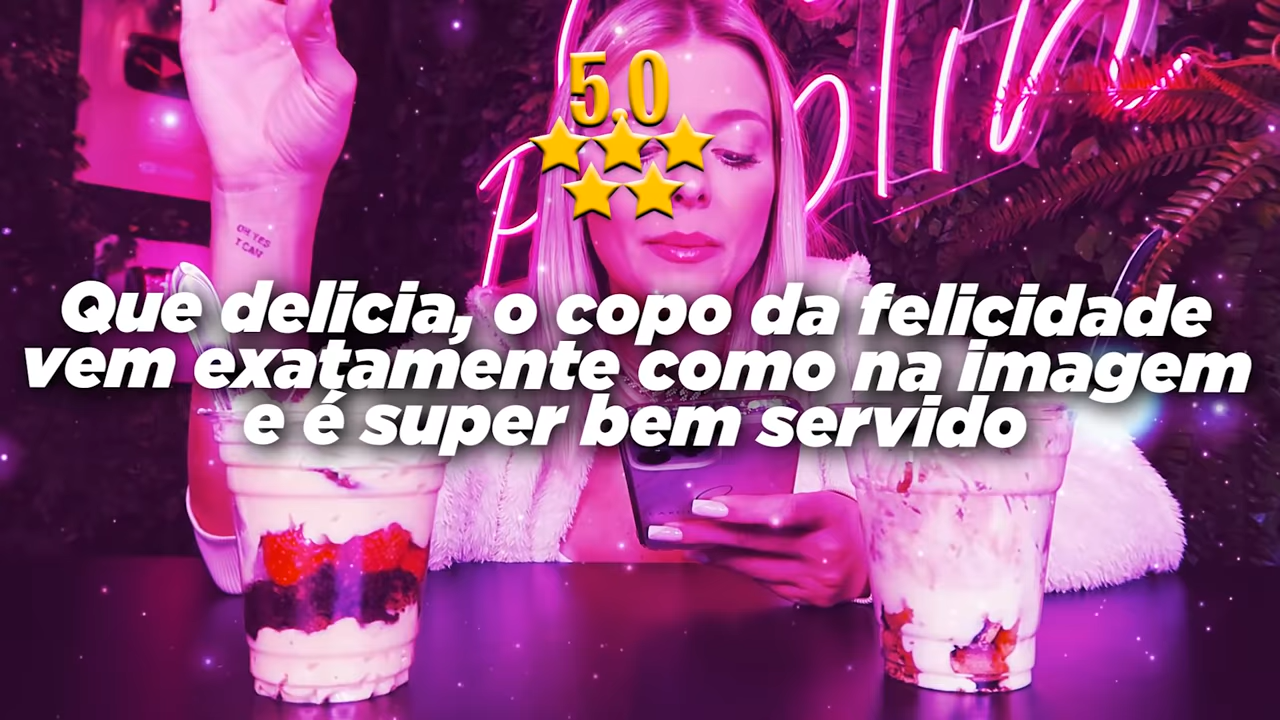 5.0
OH YES
I CAN
Que delicia, o copo da felicidade
vem exatamente como na imagem
e é super bem servido